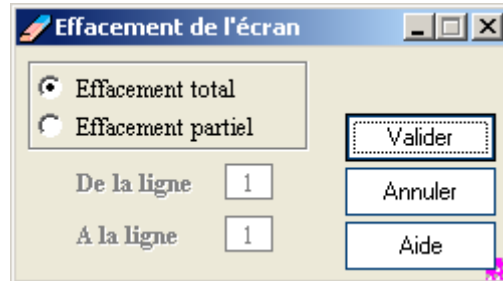 Effacement de l'écran
Effacement total
Effacement partiel
Valider
De la ligne 1
Annuler
A la ligne 1
Aide